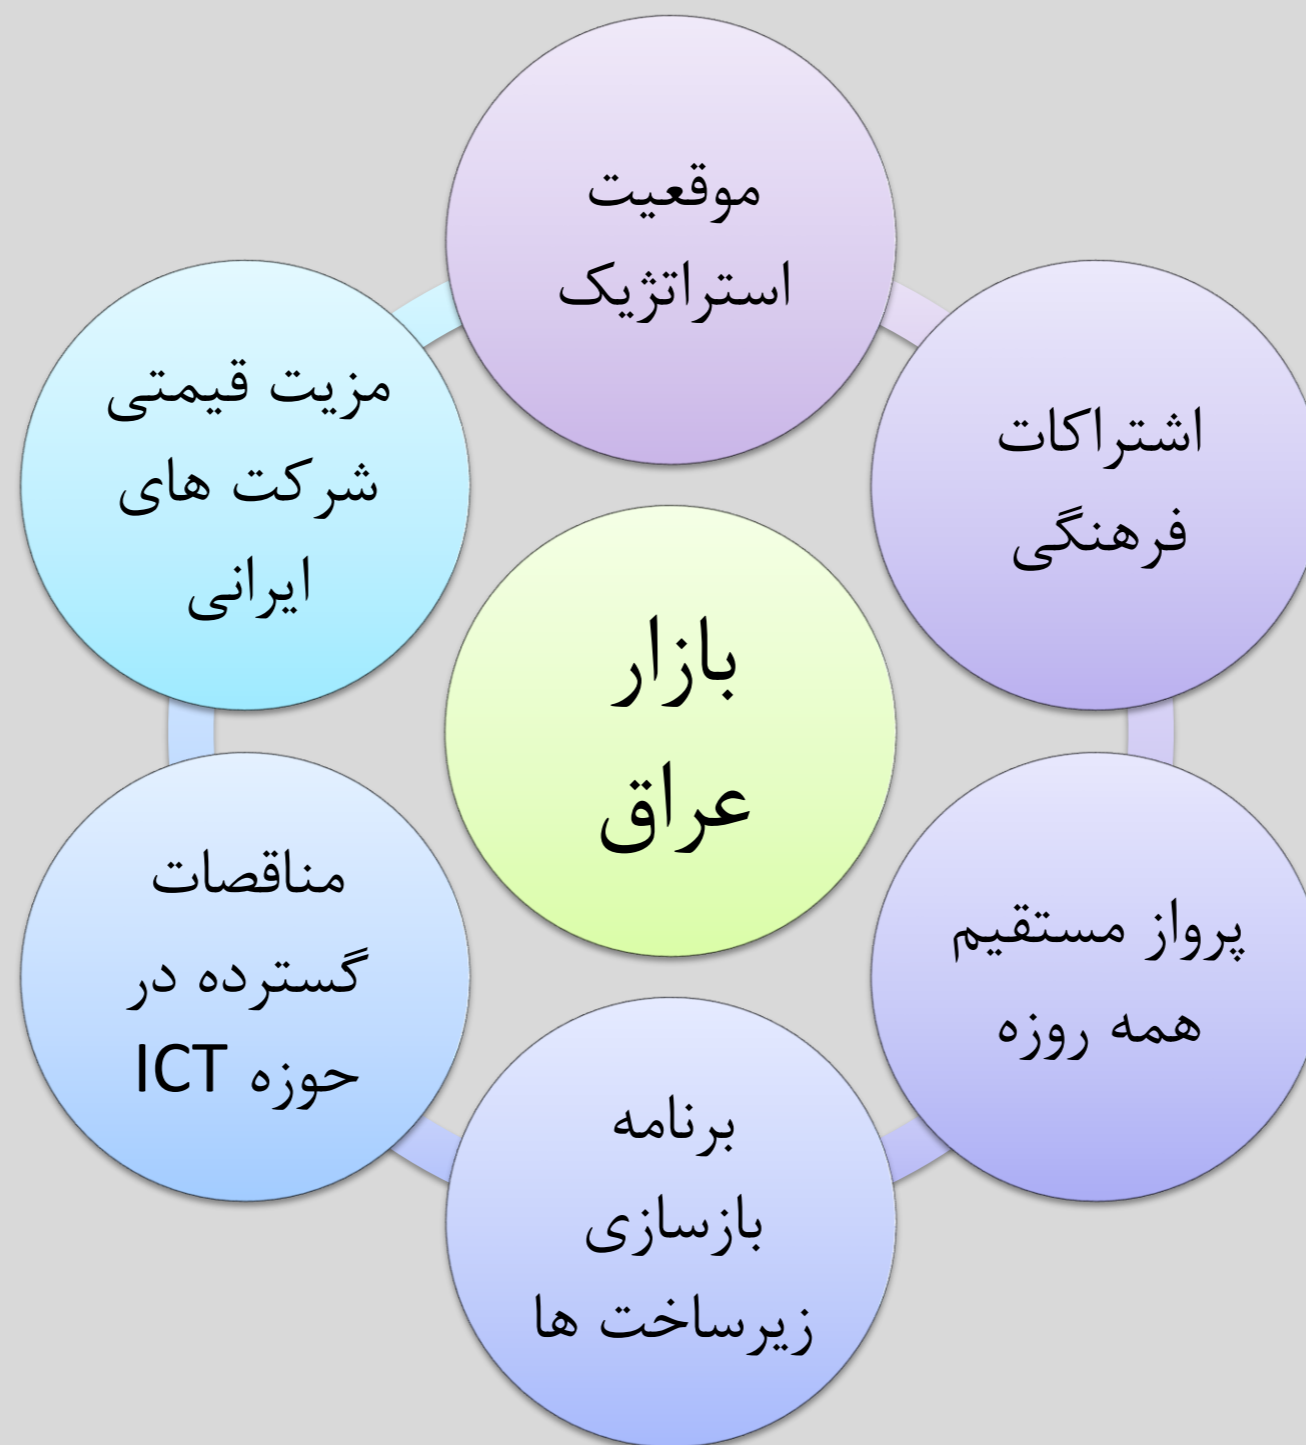 موقعیت
استراتژیک
اشتراکات
فرهنگی
پرواز مستقیم
همه روزه
برنامه
بازسازی
زیرساخت ها
مناقصات
گسترده در
حوزه ICT
مزیت قیمتی
شرکت های
ایرانی
بازار
عراق